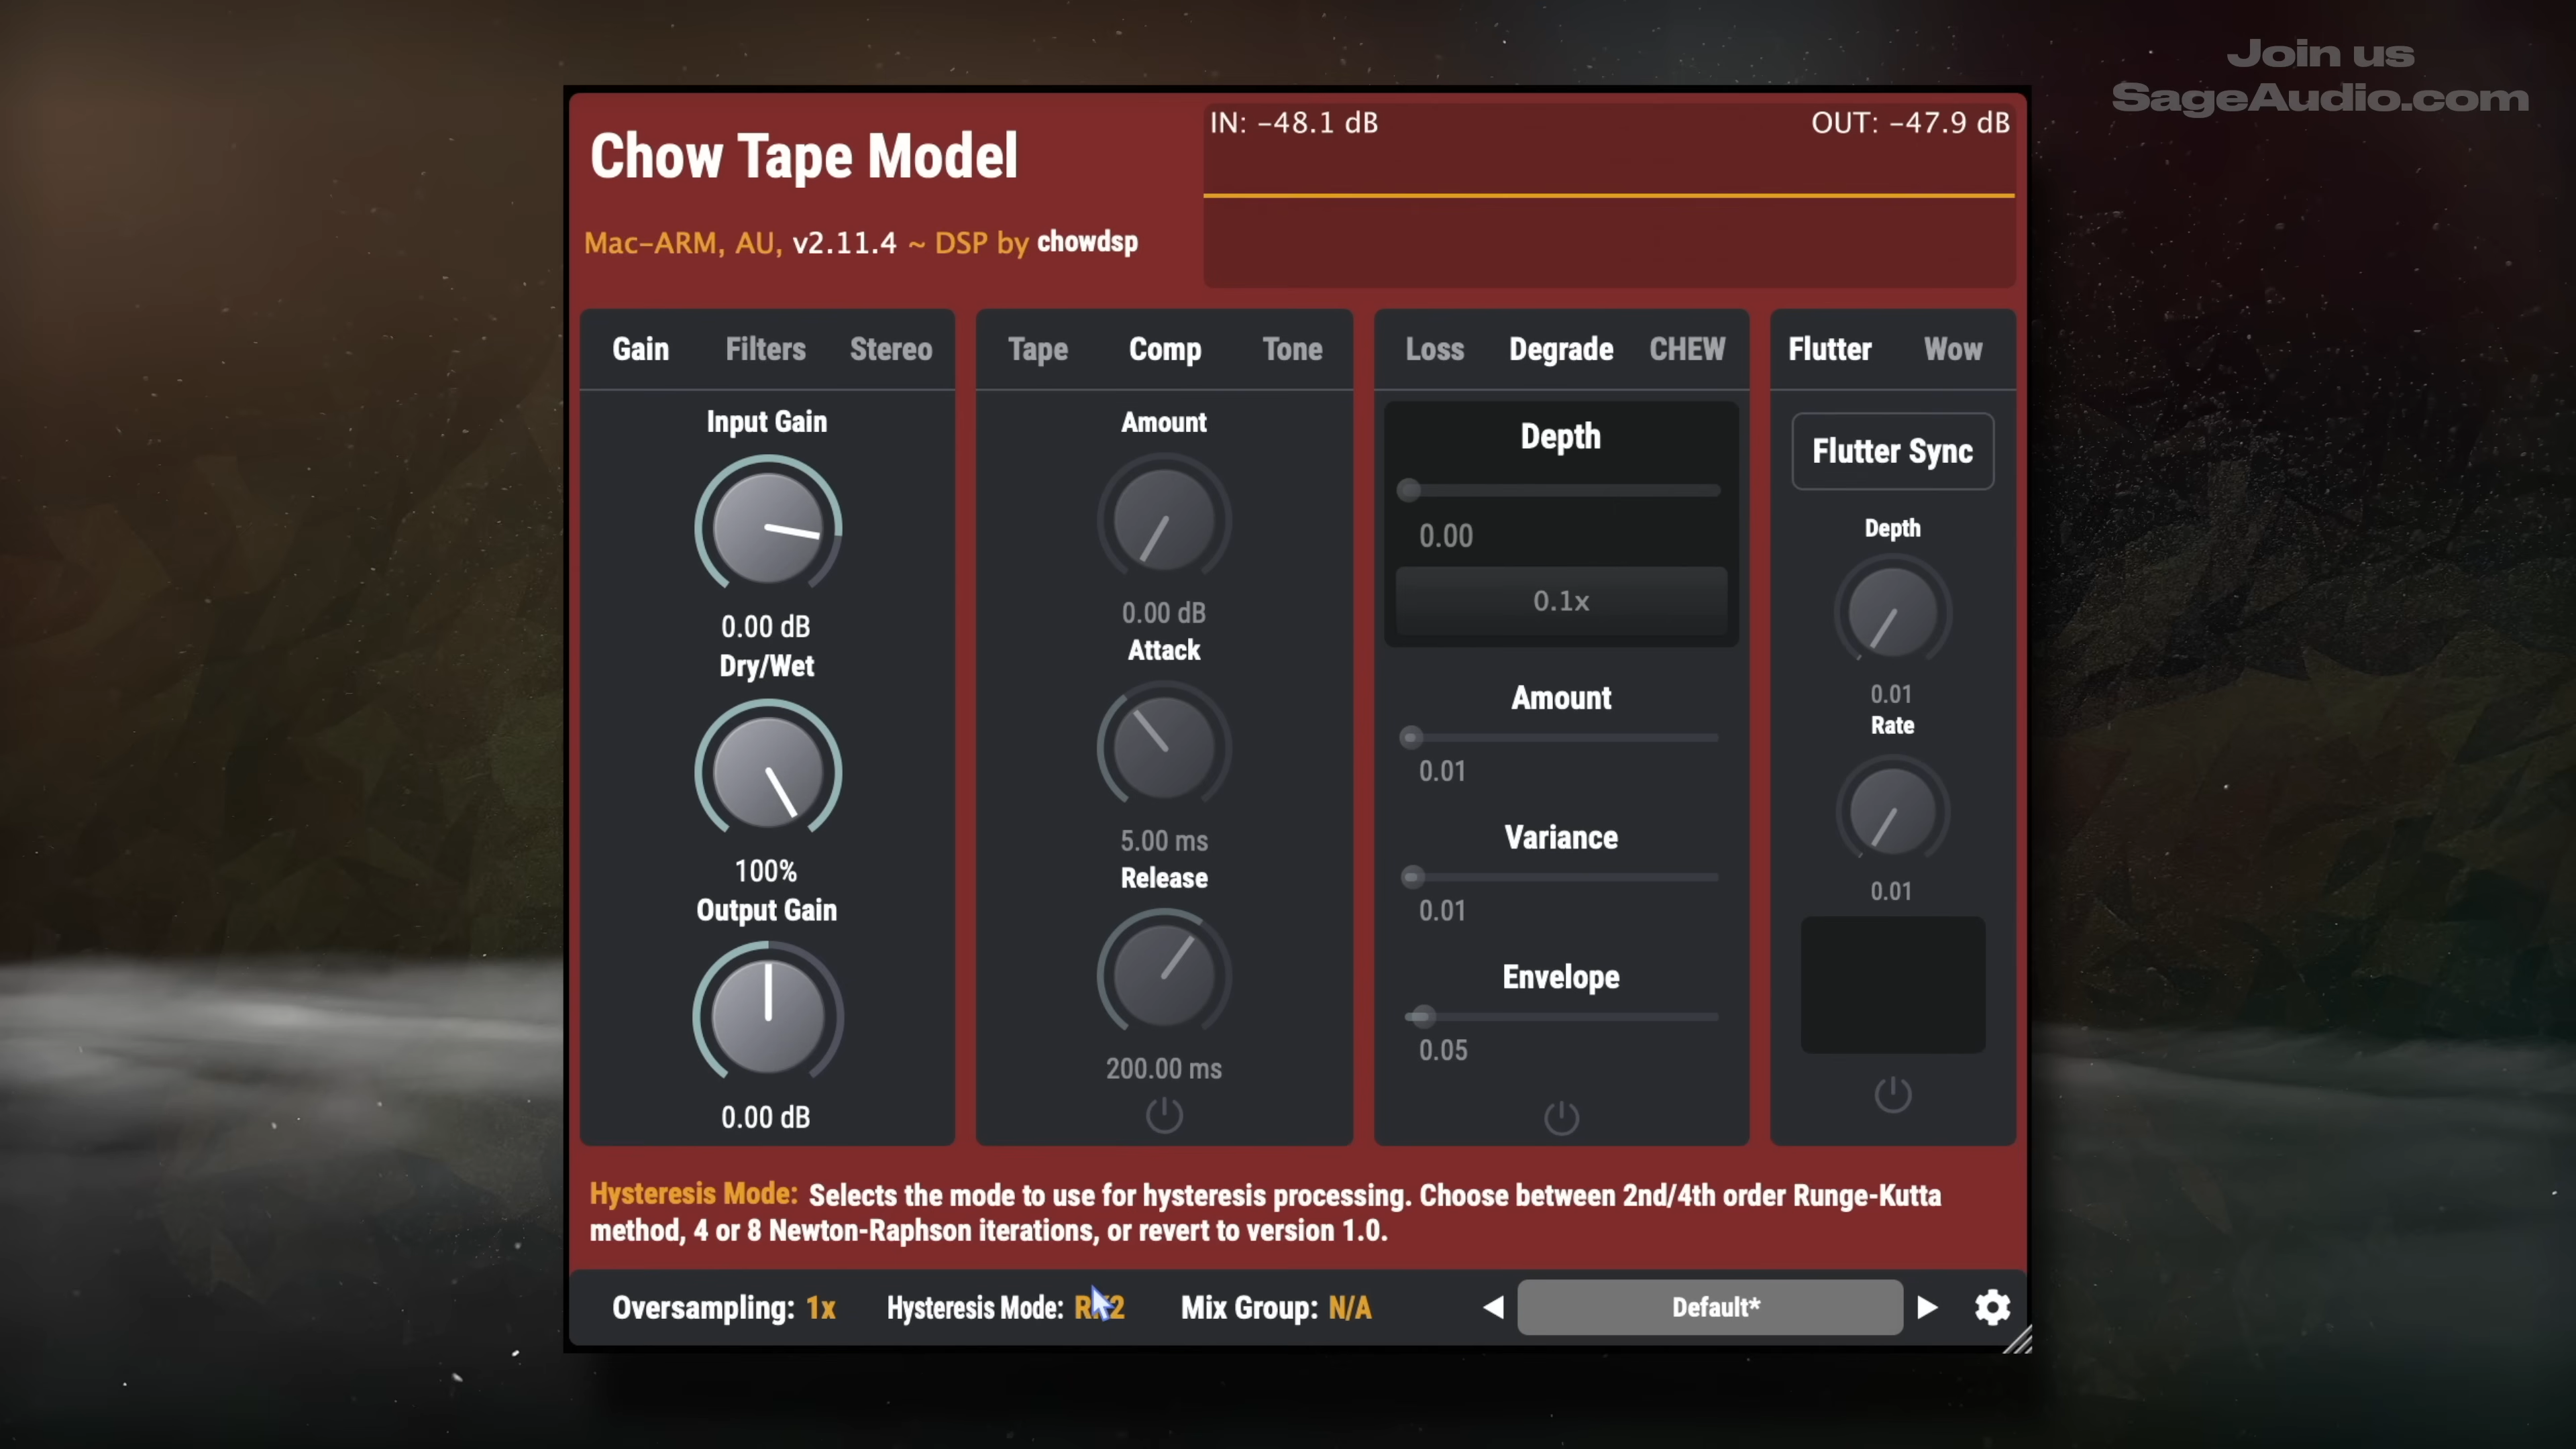 Join us
SageAudio.com
Chow Tape Model
IN: -48.1 dB
OUT: -47.9 dB
Mac-ARM, AU, v2.11.4 ~ DSP by chowdsp
Gain Filters Stereo
Input Gain
0.00 dB
Dry/Wet
100%
Output Gain
0.00 dB
Tape Comp Tone
Amount
0.00 dB
Attack
5.00 ms
Release
200.00 ms
Loss Degrade CHEW
Depth
0.00
0.1x
Amount
0.01
Variance
0.01
Envelope
0.05
Flutter Wow
Flutter Sync
Depth
0.01
Rate
0.01
Hysteresis Mode: Selects the mode to use for hysteresis processing. Choose between 2nd/4th order Runge-Kutta
method, 4 or 8 Newton-Raphson iterations, or revert to version 1.0.
Oversampling: 1x Hysteresis Mode: Mix Group: N/A Default*